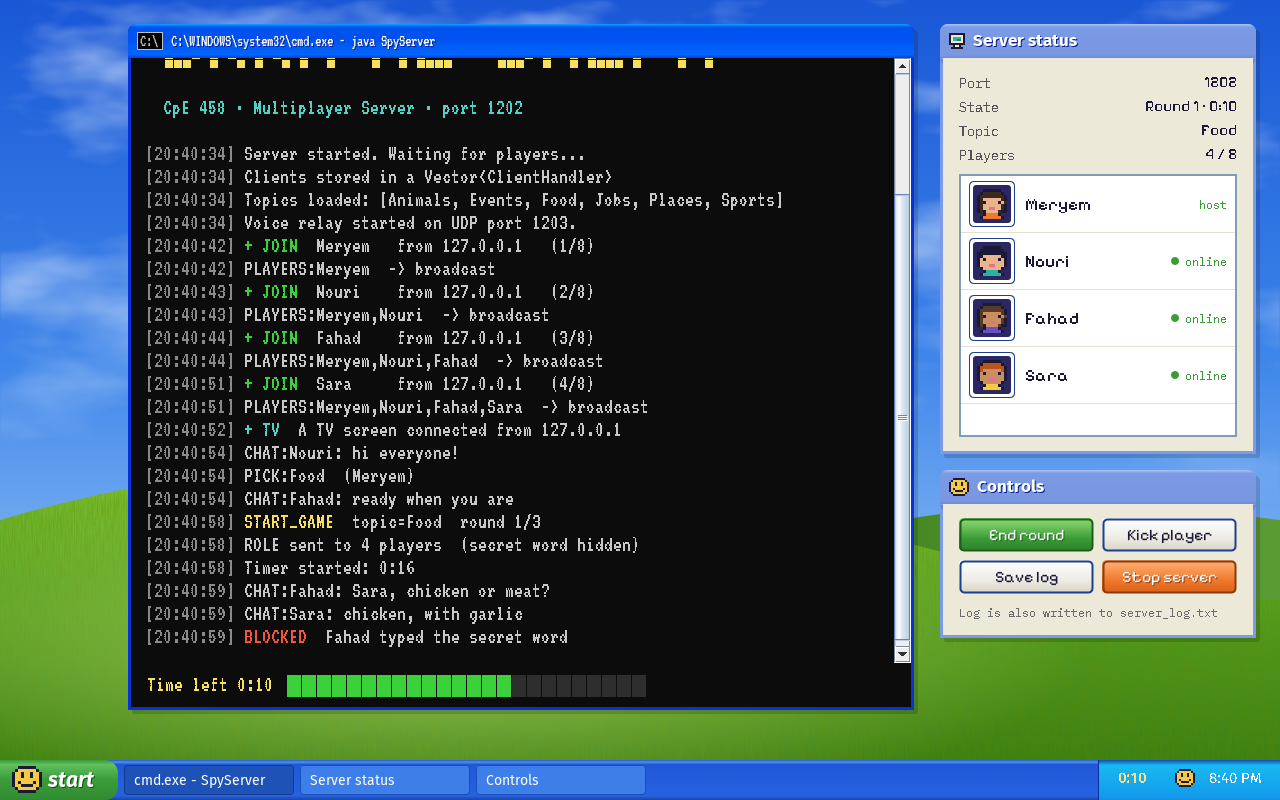 C:\ C:\WINDOWS\system32\cmd.exe - java SpyServer
CpE 458 · Multiplayer Server · port 1202
[20:40:34] Server started. Waiting for players...
[20:40:34] Clients stored in a Vector<ClientHandler>
[20:40:34] Topics loaded: [Animals, Events, Food, Jobs, Places, Sports]
[20:40:34] Voice relay started on UDP port 1203.
[20:40:42] + JOIN  Meryem   from 127.0.0.1   (1/8)
[20:40:42] PLAYERS:Meryem  -> broadcast
[20:40:43] + JOIN  Nouri    from 127.0.0.1   (2/8)
[20:40:43] PLAYERS:Meryem,Nouri  -> broadcast
[20:40:44] + JOIN  Fahad    from 127.0.0.1   (3/8)
[20:40:44] PLAYERS:Meryem,Nouri,Fahad  -> broadcast
[20:40:51] + JOIN  Sara     from 127.0.0.1   (4/8)
[20:40:51] PLAYERS:Meryem,Nouri,Fahad,Sara  -> broadcast
[20:40:52] + TV  A TV screen connected from 127.0.0.1
[20:40:54] CHAT:Nouri: hi everyone!
[20:40:54] PICK:Food  (Meryem)
[20:40:54] CHAT:Fahad: ready when you are
[20:40:58] START_GAME  topic=Food  round 1/3
[20:40:58] ROLE sent to 4 players  (secret word hidden)
[20:40:58] Timer started: 0:16
[20:40:59] CHAT:Fahad: Sara, chicken or meat?
[20:40:59] CHAT:Sara: chicken, with garlic
[20:40:59] BLOCKED  Fahad typed the secret word
Time left 0:10
Server status
Port 1202
State Round 1 · 0:10
Topic Food
Players 4 / 8
Meryem host
Nouri online
Fahad online
Sara online
Controls
End round Kick player
Save log Stop server
Log is also written to server_log.txt
start cmd.exe - SpyServer Server status Controls 0:10 8:40 PM